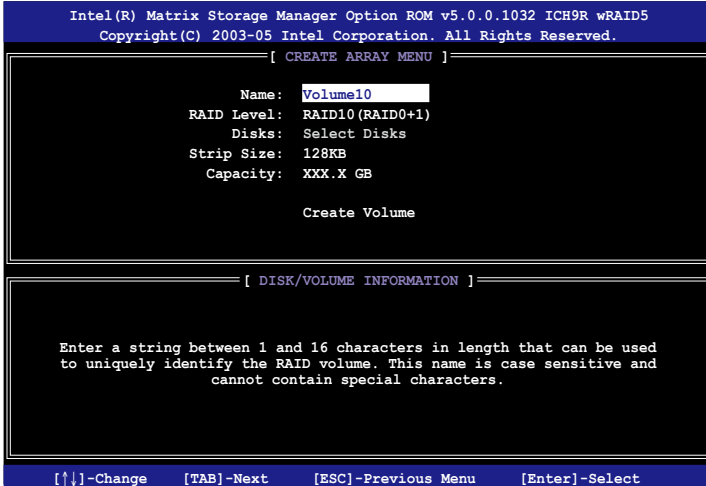 Intel(R) Matrix Storage Manager Option ROM v5.0.0.1032 ICH9R wRAID5
Copyright(C) 2003-05 Intel Corporation. All Rights Reserved.
[ CREATE ARRAY MENU ]
Name: Volume10
RAID Level: RAID10(RAID0+1)
Disks: Select Disks
Strip Size: 128KB
Capacity: XXX.X GB
Create Volume
[ DISK/VOLUME INFORMATION ]
Enter a string between 1 and 16 characters in length that can be used
to uniquely identify the RAID volume. This name is case sensitive and
cannot contain special characters.
[↑↓]-Change [TAB]-Next [ESC]-Previous Menu [Enter]-Select